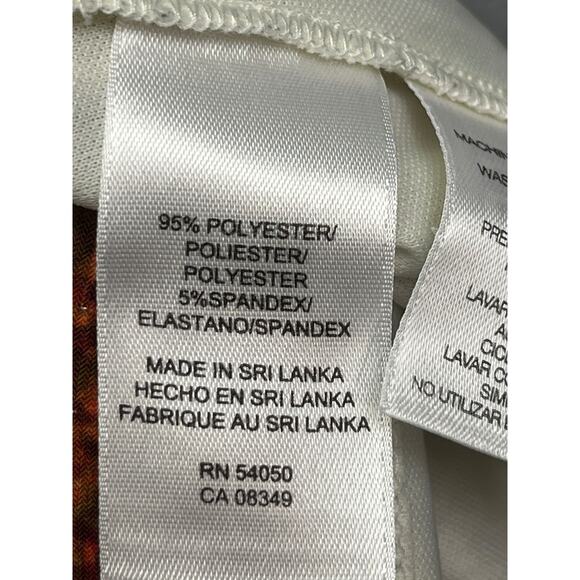 95% POLYESTER/
POLIESTER/
POLYESTER
5%SPANDEX/
ELASTANO/SPANDEX
MADE IN SRI LANKA
HECHO EN SRI LANKA
FABRIQUE AU SRI LANKA
RN 54050
CA 08349
LAVAR
LAVAR
NO UTILIZAR